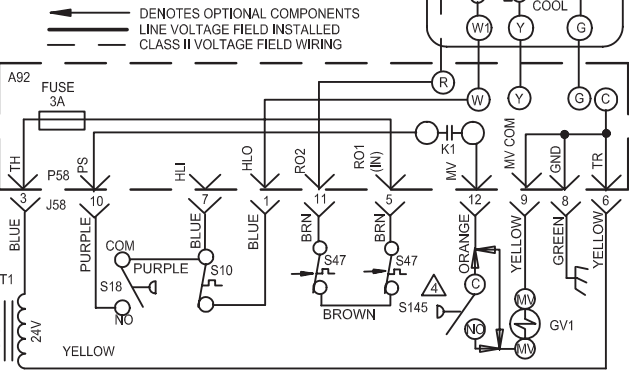 DENOTES OPTIONAL COMPONENTS
LINE VOLTAGE FIELD INSTALLED
CLASS II VOLTAGE FIELD WIRING
COOL
W1 Y G
A92
R
FUSE
3A
W Y G C
K1
TH PS HLI HLO RO2 RO1 (IN) MV MV COM GND TR
P58
3 10 7 1 11 5 12 9 8 6
J58
BLUE PURPLE BLUE BLUE BRN BRN ORANGE YELLOW GREEN YELLOW
COM
PURPLE
S10
S47
S47
T1
S18
NO
4
C
S145
MV
GV1
BROWN
NO
MV
24V
YELLOW